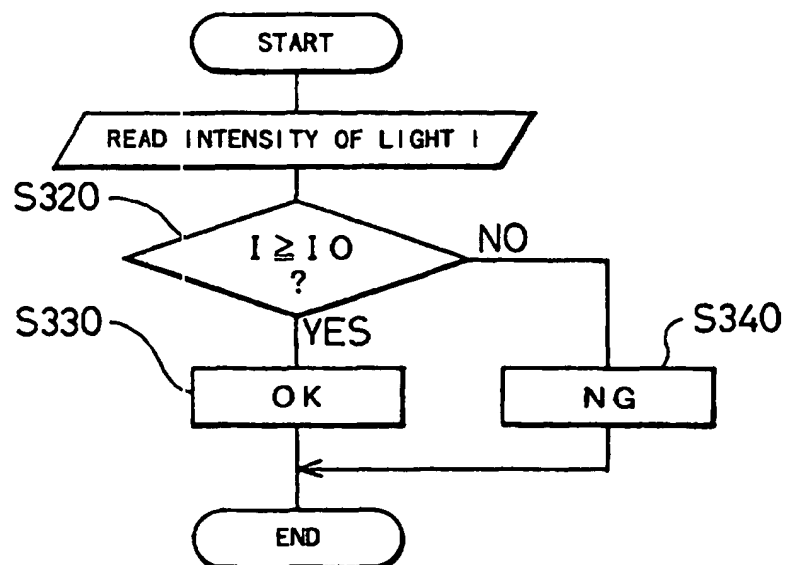 START
READ INTENSITY OF LIGHT I
S320
I ≧ I O
?
NO
YES
S330
S340
OK
NG
END